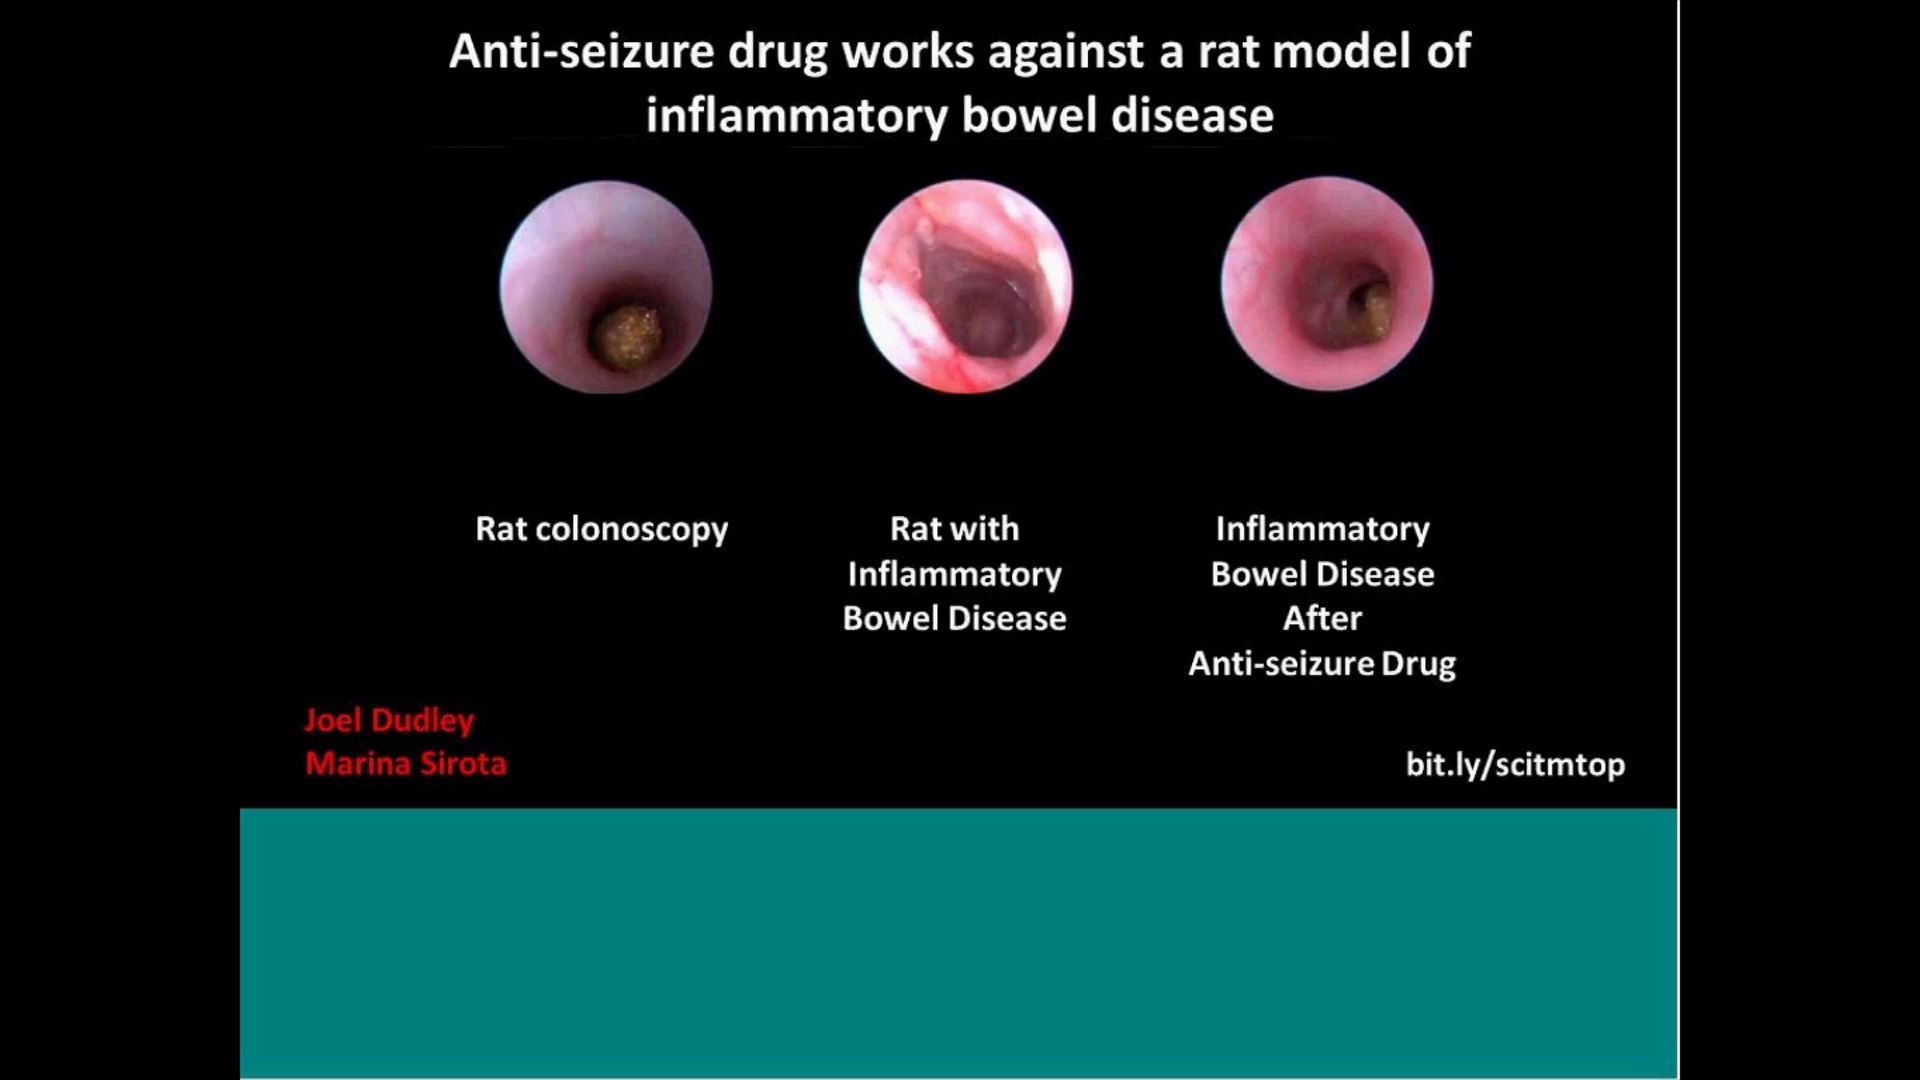 Anti-seizure drug works against a rat model of
inflammatory bowel disease
Rat colonoscopy
Rat with
Inflammatory
Bowel Disease
Inflammatory
Bowel Disease
After
Anti-seizure Drug
Joel Dudley
Marina Sirota
bit.ly/scitmtop